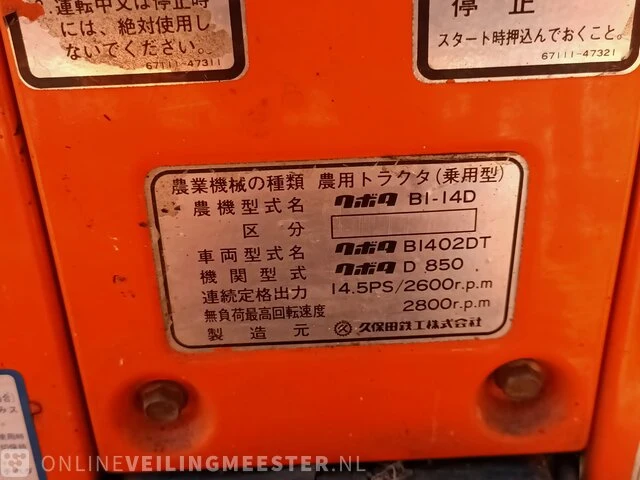 運転中又は停止時
には、絶対使用し
ないでください。
67111-47311
停止
スタート時押込んでおくこと。
67111-47321
農業機械の種類 農用トラクタ(乗用型)
農機型式名 クボタ B1-14D
区分
車両型式名 クボタ B1402DT
機関型式 クボタ D 850
連続定格出力 14.5PS/2600r.p.m
無負荷最高回転速度 2800r.p.m
製造元 久保田鉄工株式会社
ONLINEVEILINGMEESTER.NL